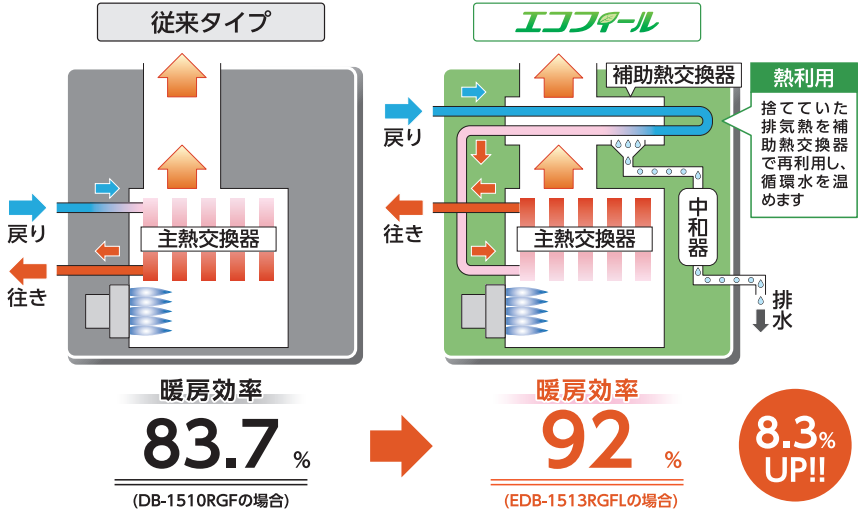 従来タイプ
戻り
往き
主熱交換器
暖房効率
83.7 %
(DB-1510RGFの場合)
エコフィール
補助熱交換器
戻り
往き
主熱交換器
中和器
排水
熱利用
捨てていた
排気熱を補
助熱交換器
で再利用し、
循環水を温
めます
暖房効率
92 %
(EDB-1513RGFLの場合)
8.3%
UP!!